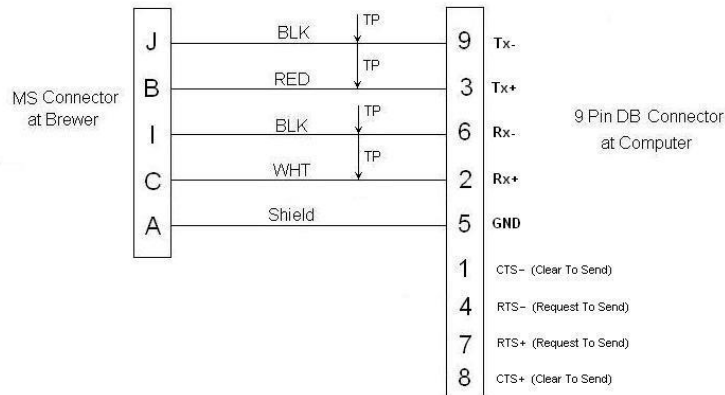 TP
J BLK 9 Tx-
TP
B RED 3 Tx+
MS Connector
at Brewer
TP
I BLK 6 Rx-
9 Pin DB Connector
at Computer
TP
C WHT 2 Rx+
A Shield 5 GND
1 CTS- (Clear To Send)
4 RTS- (Request To Send)
7 RTS+ (Request To Send)
8 CTS+ (Clear To Send)